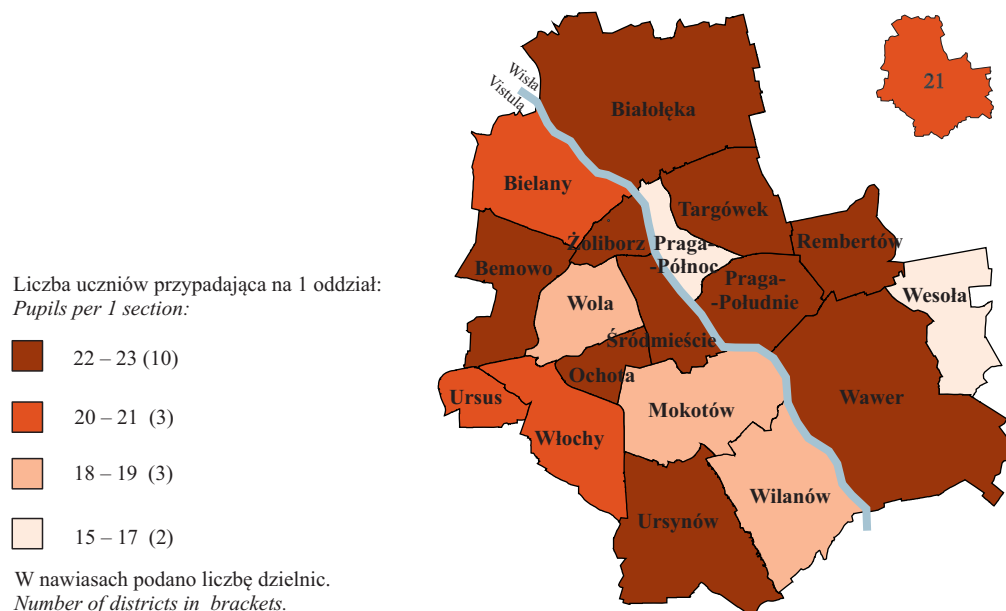 Wisła
Vistula
21
Białołęka
Bielany
Targówek
Żoliborz
Praga-
-Północ
Rembertów
Bemowo
Praga-
-Południe
Wesoła
Wola
Śródmieście
Ochota
Ursus
Mokotów
Wawer
Włochy
Wilanów
Ursynów
Liczba uczniów przypadająca na 1 oddział:
Pupils per 1 section:
22 – 23 (10)
20 – 21 (3)
18 – 19 (3)
15 – 17 (2)
W nawiasach podano liczbę dzielnic.
Number of districts in brackets.